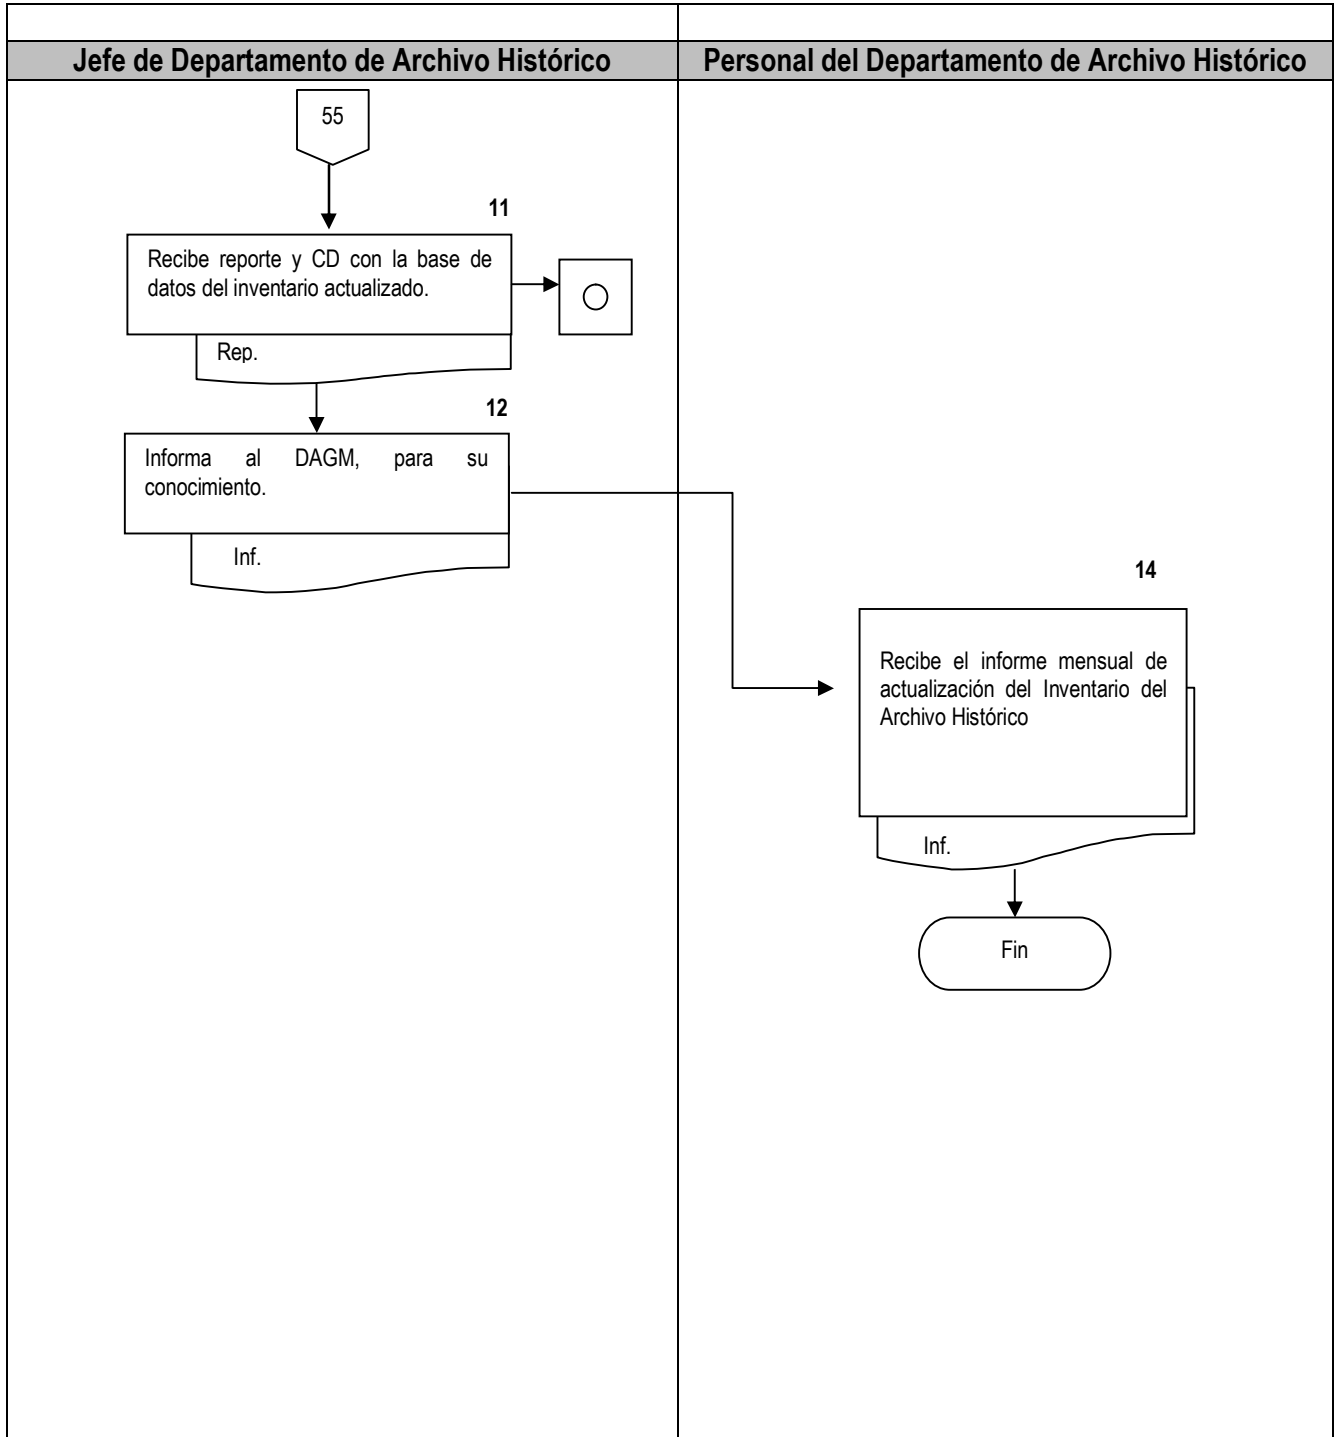 Jefe de Departamento de Archivo Histórico
Personal del Departamento de Archivo Histórico
55
11
Recibe reporte y CD con la base de
datos del inventario actualizado.
Rep.
12
Informa al DAGM, para su
conocimiento.
Inf.
14
Recibe el informe mensual de
actualización del Inventario del
Archivo Histórico
Inf.
Fin